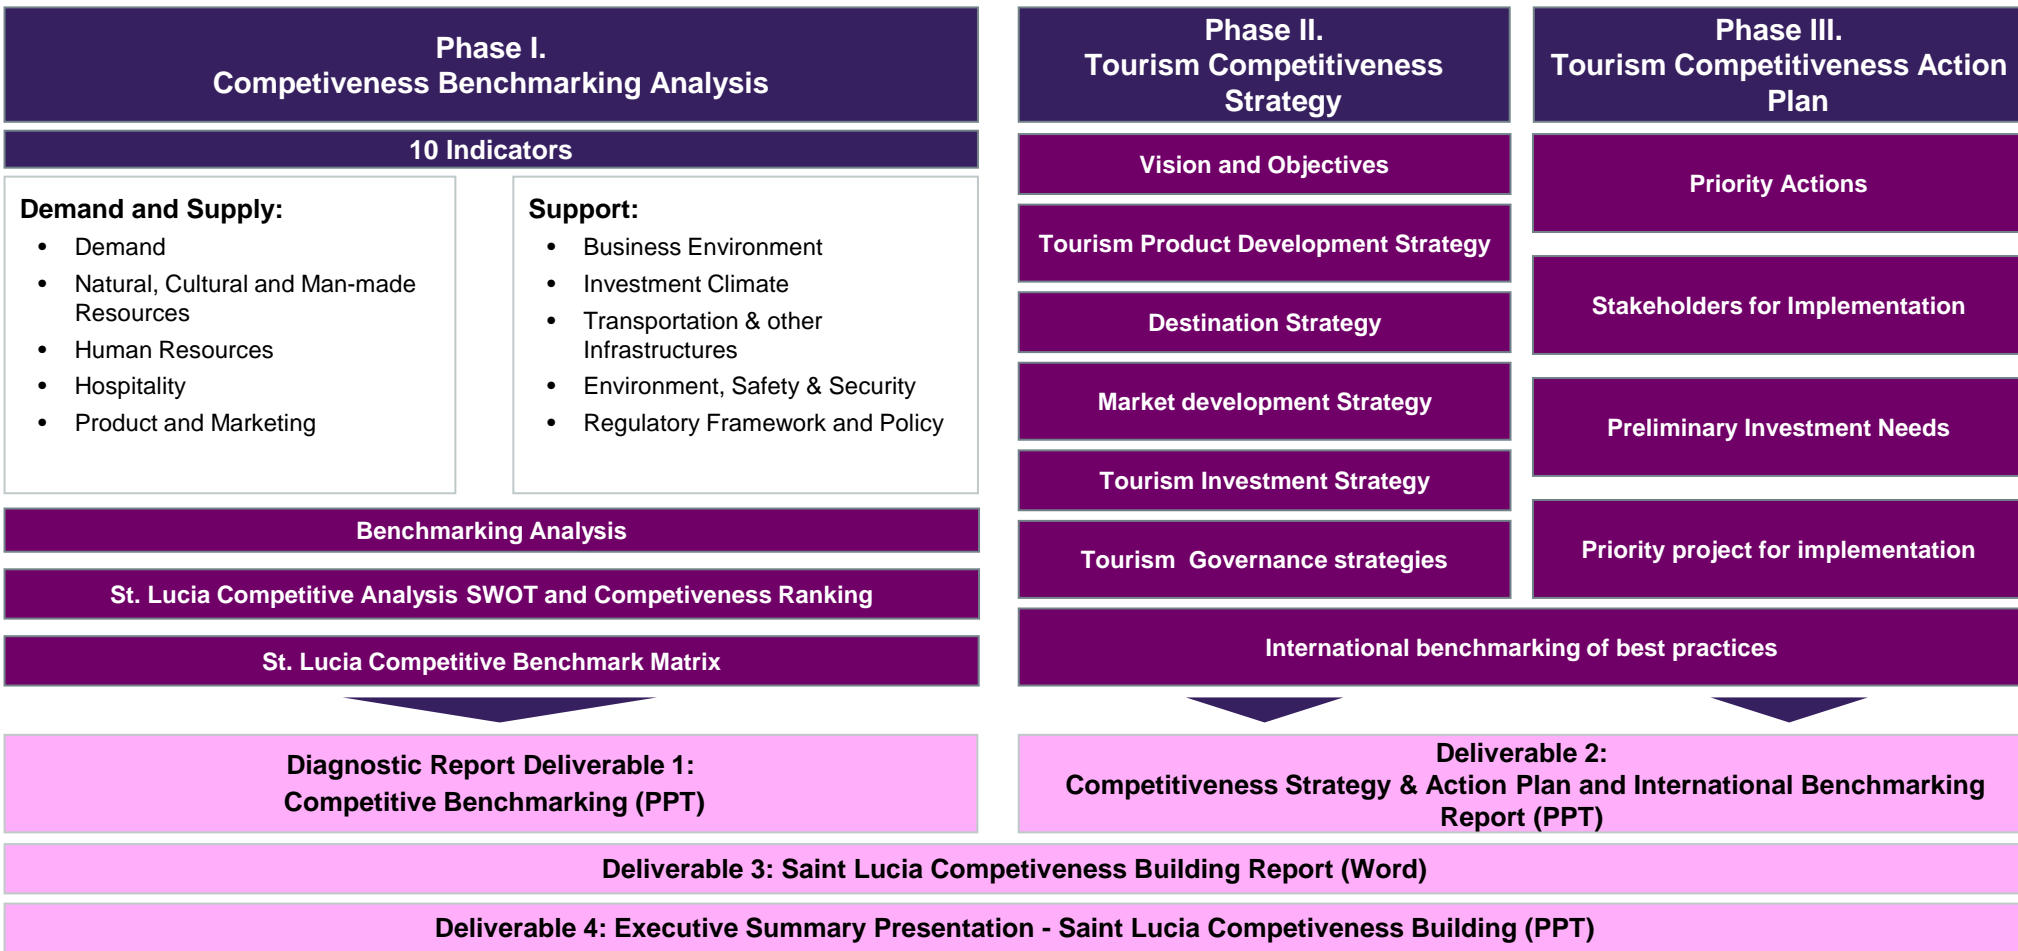 Phase I.
Competiveness Benchmarking Analysis
10 Indicators
Demand and Supply:
• Demand
• Natural, Cultural and Man-made
Resources
• Human Resources
• Hospitality
• Product and Marketing
Support:
• Business Environment
• Investment Climate
• Transportation & other
Infrastructures
• Environment, Safety & Security
• Regulatory Framework and Policy
Benchmarking Analysis
St. Lucia Competitive Analysis SWOT and Competiveness Ranking
St. Lucia Competitive Benchmark Matrix
Phase II.
Tourism Competitiveness
Strategy
Vision and Objectives
Tourism Product Development Strategy
Destination Strategy
Market development Strategy
Tourism Investment Strategy
Tourism  Governance strategies
Phase III.
Tourism Competitiveness Action
Plan
Priority Actions
Stakeholders for Implementation
Preliminary Investment Needs
Priority project for implementation
International benchmarking of best practices
Diagnostic Report Deliverable 1:
Competitive Benchmarking (PPT)
Deliverable 2:
Competitiveness Strategy & Action Plan and International Benchmarking
Report (PPT)
Deliverable 3: Saint Lucia Competiveness Building Report (Word)
Deliverable 4: Executive Summary Presentation - Saint Lucia Competiveness Building (PPT)